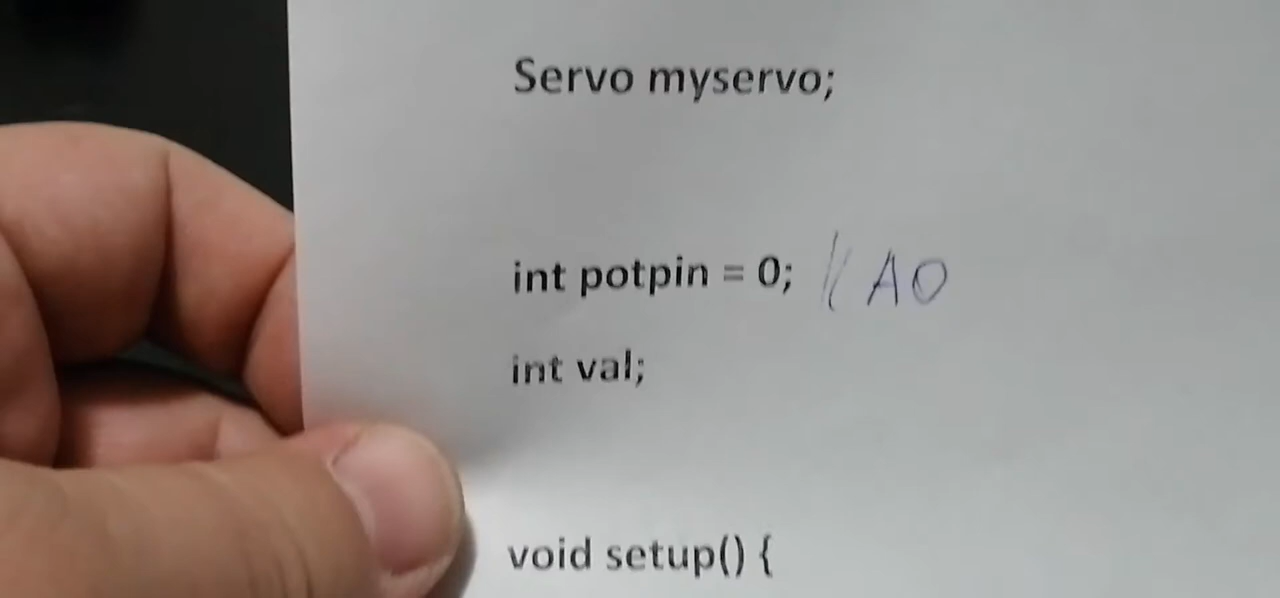 Servo myservo;
int potpin = 0; // A0
int val;
void setup() {